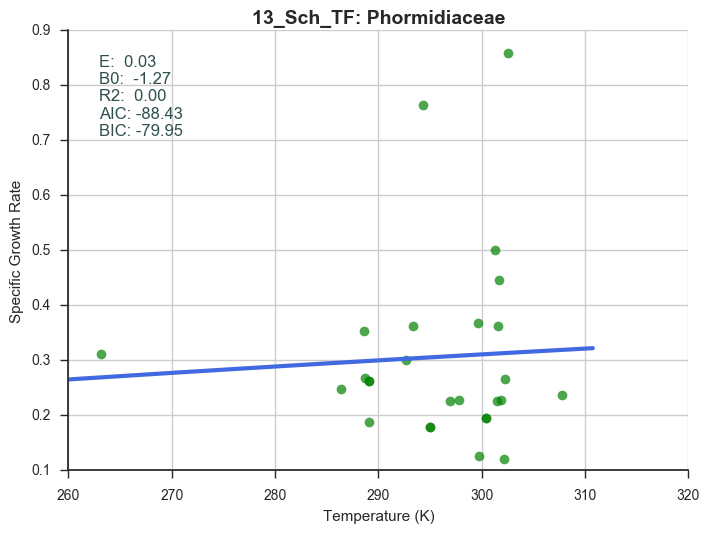 13_Sch_TF: Phormidiaceae
0.9
E:  0.03
B0:  -1.27
R2:  0.00
AIC: -88.43
BIC: -79.95
0.8
0.7
0.6
0.5
0.4
0.3
0.2
0.1
Specific Growth Rate
260 270 280 290 300 310 320
Temperature (K)